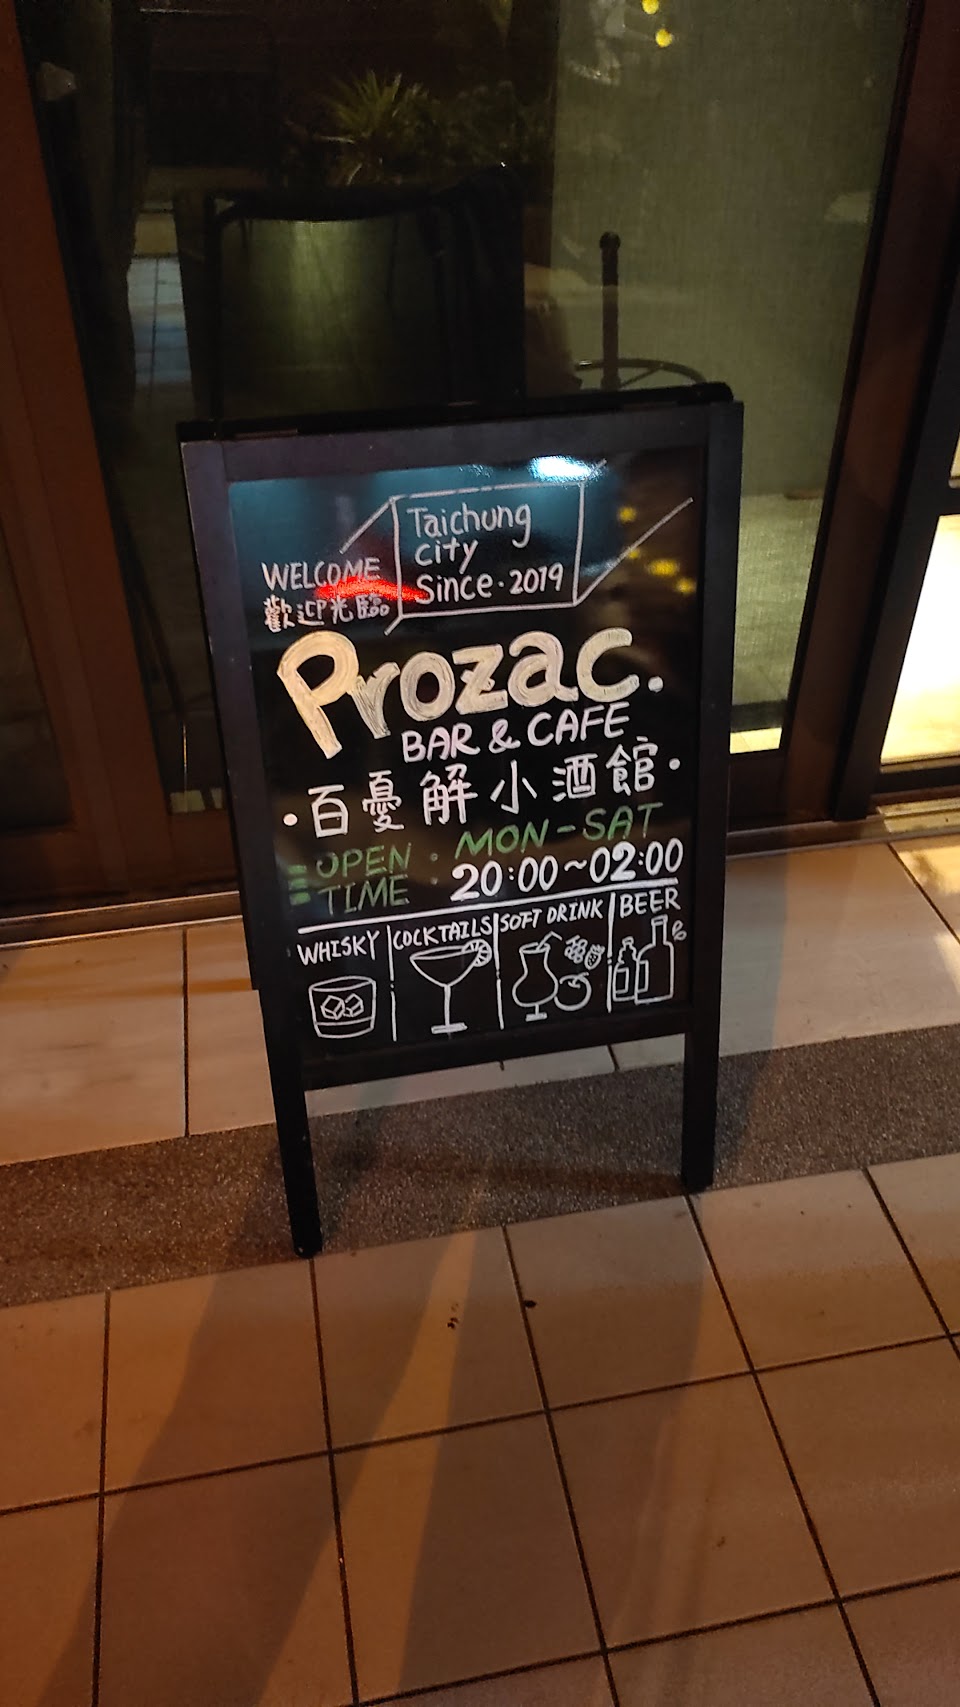 Taichung
city
Since·2019
WELCOME
歡迎光臨
Prozac.
BAR & CAFE
·百憂解小酒館·
OPEN TIME: MON-SAT
20:00~02:00
WHISKY
COCKTAILS
SOFT DRINK
BEER